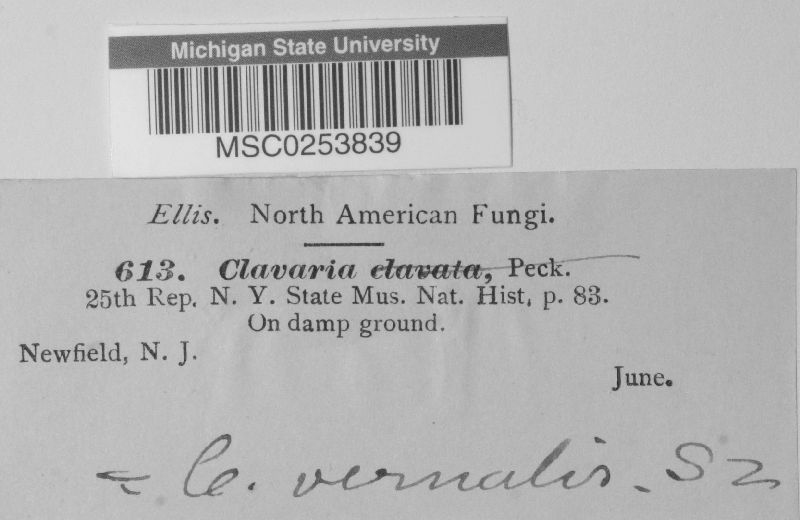 Michigan State University
MSC0253839
Ellis. North American Fungi.
613. Clavaria clavata, Peck.
25th Rep. N. Y. State Mus. Nat. Hist, p. 83.
On damp ground.
Newfield, N. J.
June.
= C. vernalis. Sz